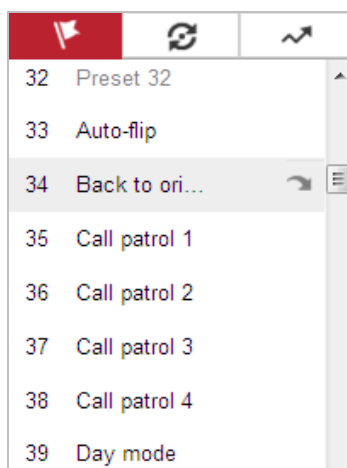 32 Preset 32
33 Auto-flip
34 Back to ori...
35 Call patrol 1
36 Call patrol 2
37 Call patrol 3
38 Call patrol 4
39 Day mode